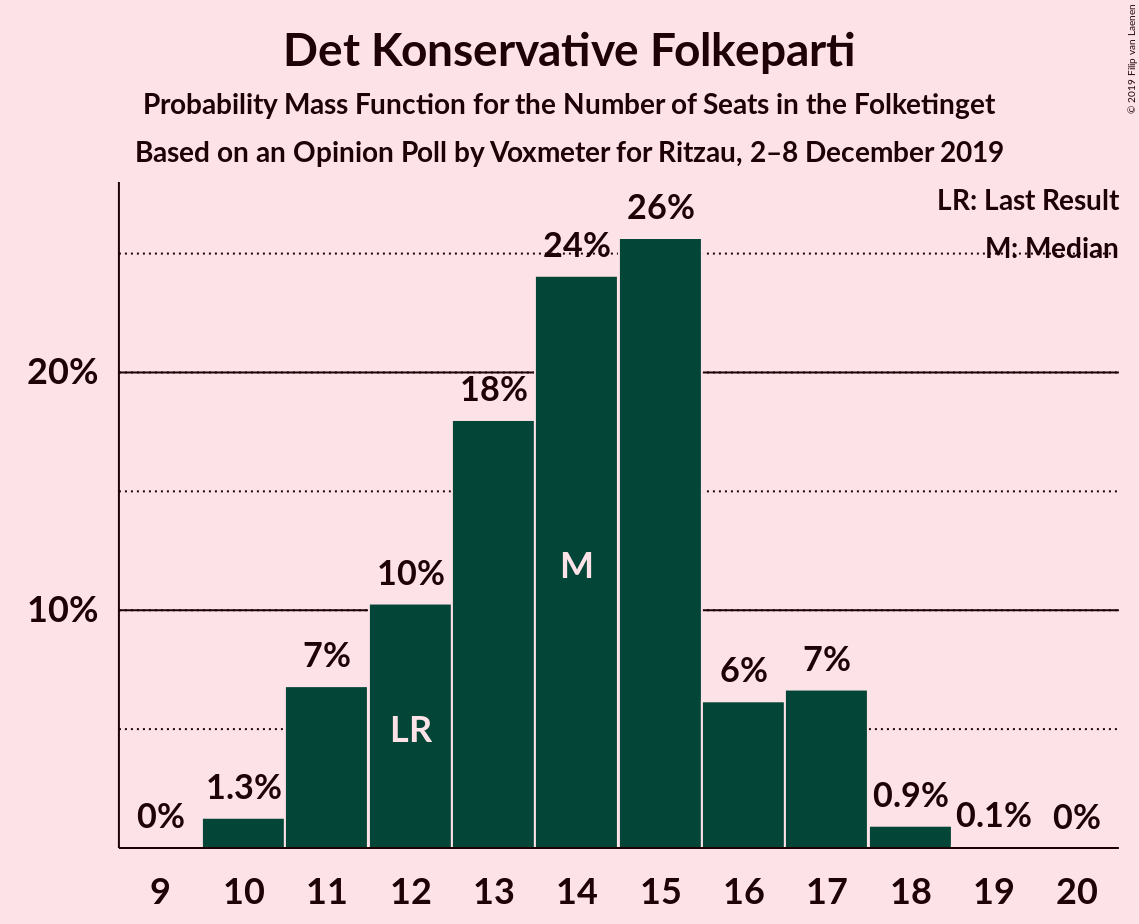 Det Konservative Folkeparti
Probability Mass Function for the Number of Seats in the Folketinget
Based on an Opinion Poll by Voxmeter for Ritzau, 2–8 December 2019
© 2019 Filip van Laenen
LR: Last Result
M: Median
20%
10%
0%
1.3%
7%
10%
18%
24%
26%
6%
7%
0.9%
0.1%
0%
LR
M
9 10 11 12 13 14 15 16 17 18 19 20